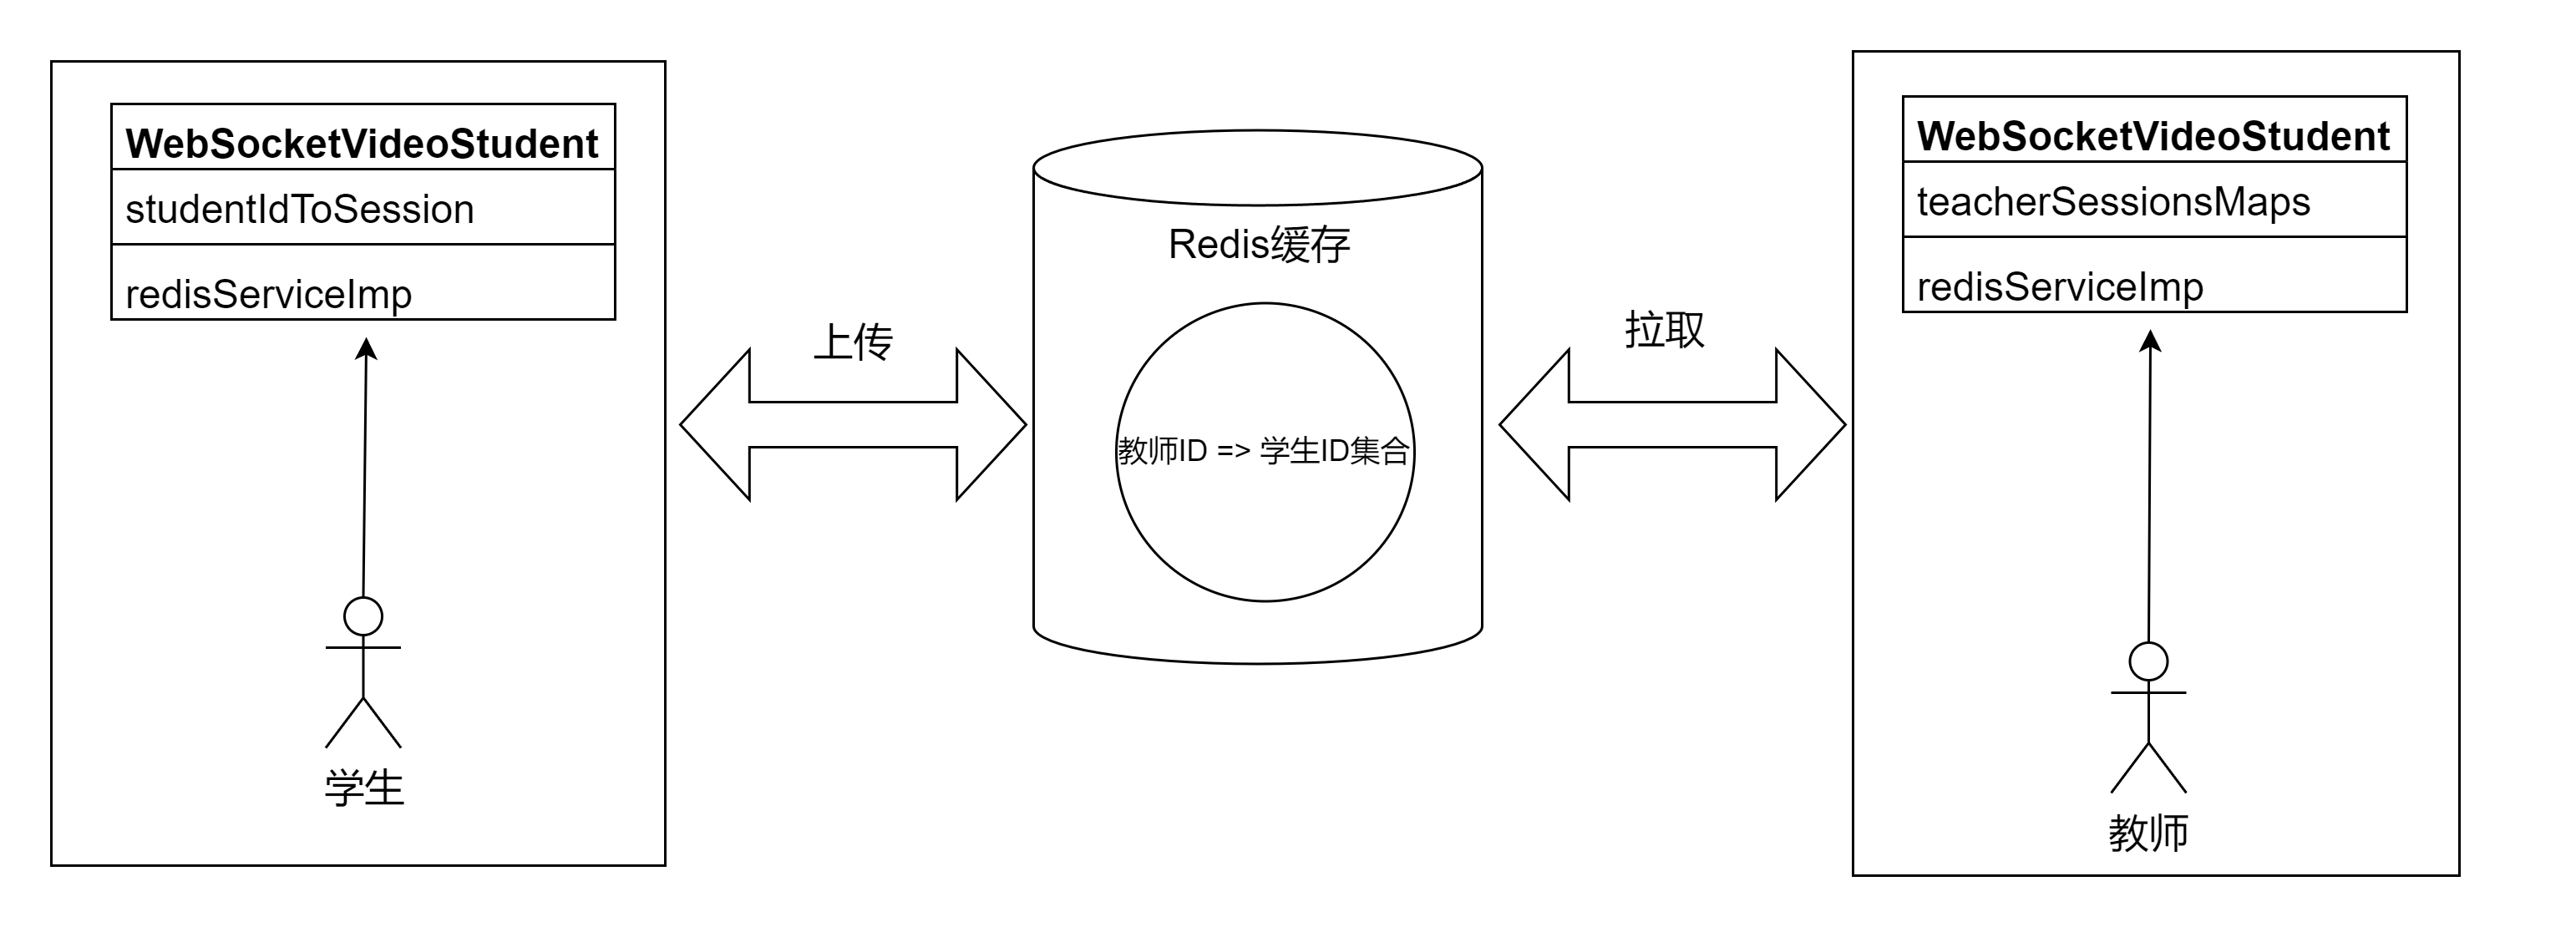 WebSocketVideoStudent
studentIdToSession
redisServiceImp
学生
上传
Redis缓存
教师ID => 学生ID集合
拉取
WebSocketVideoStudent
teacherSessionsMaps
redisServiceImp
教师